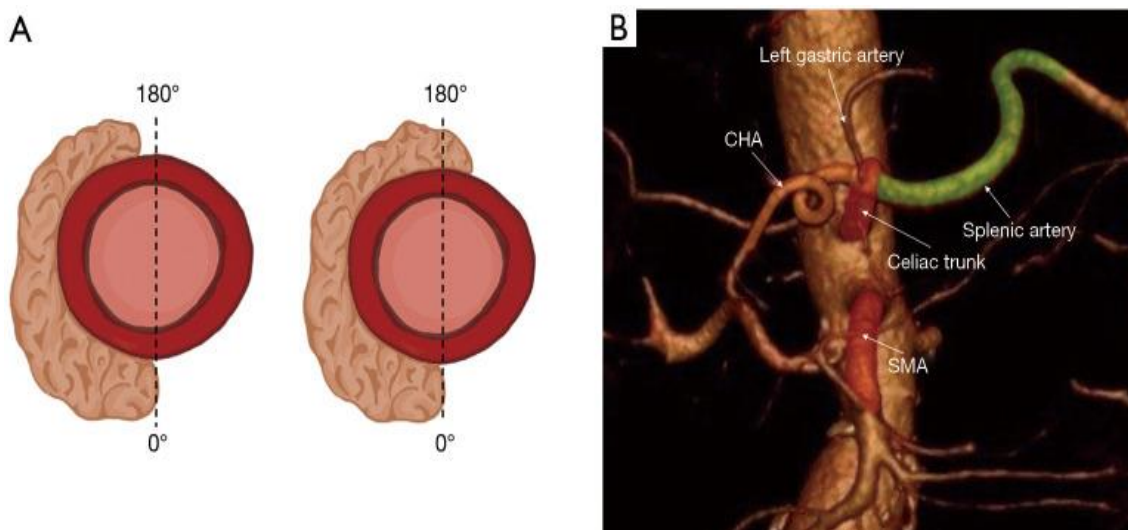 A
180°
0°
180°
0°
B
Left gastric artery
CHA
Splenic artery
Celiac trunk
SMA